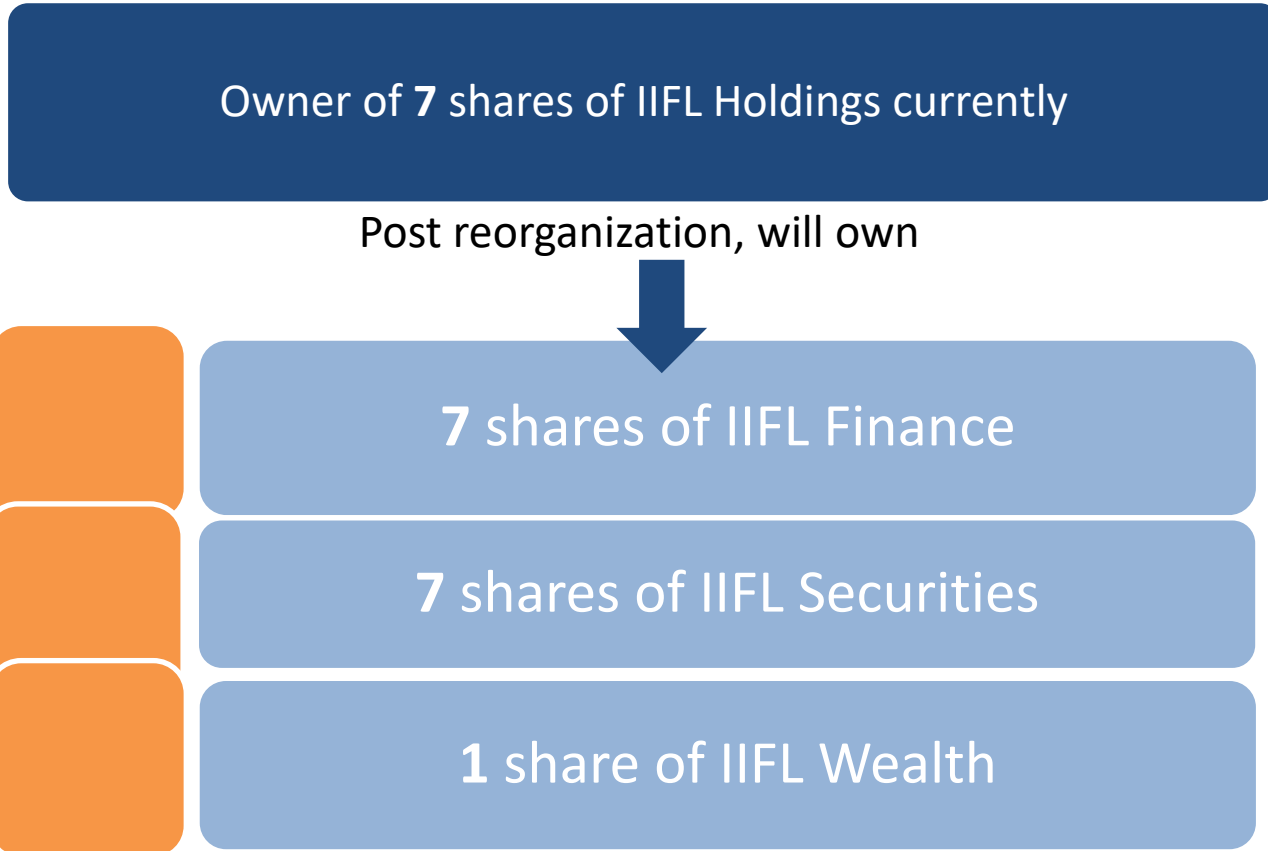 Owner of 7 shares of IIFL Holdings currently
Post reorganization, will own
7 shares of IIFL Finance
7 shares of IIFL Securities
1 share of IIFL Wealth